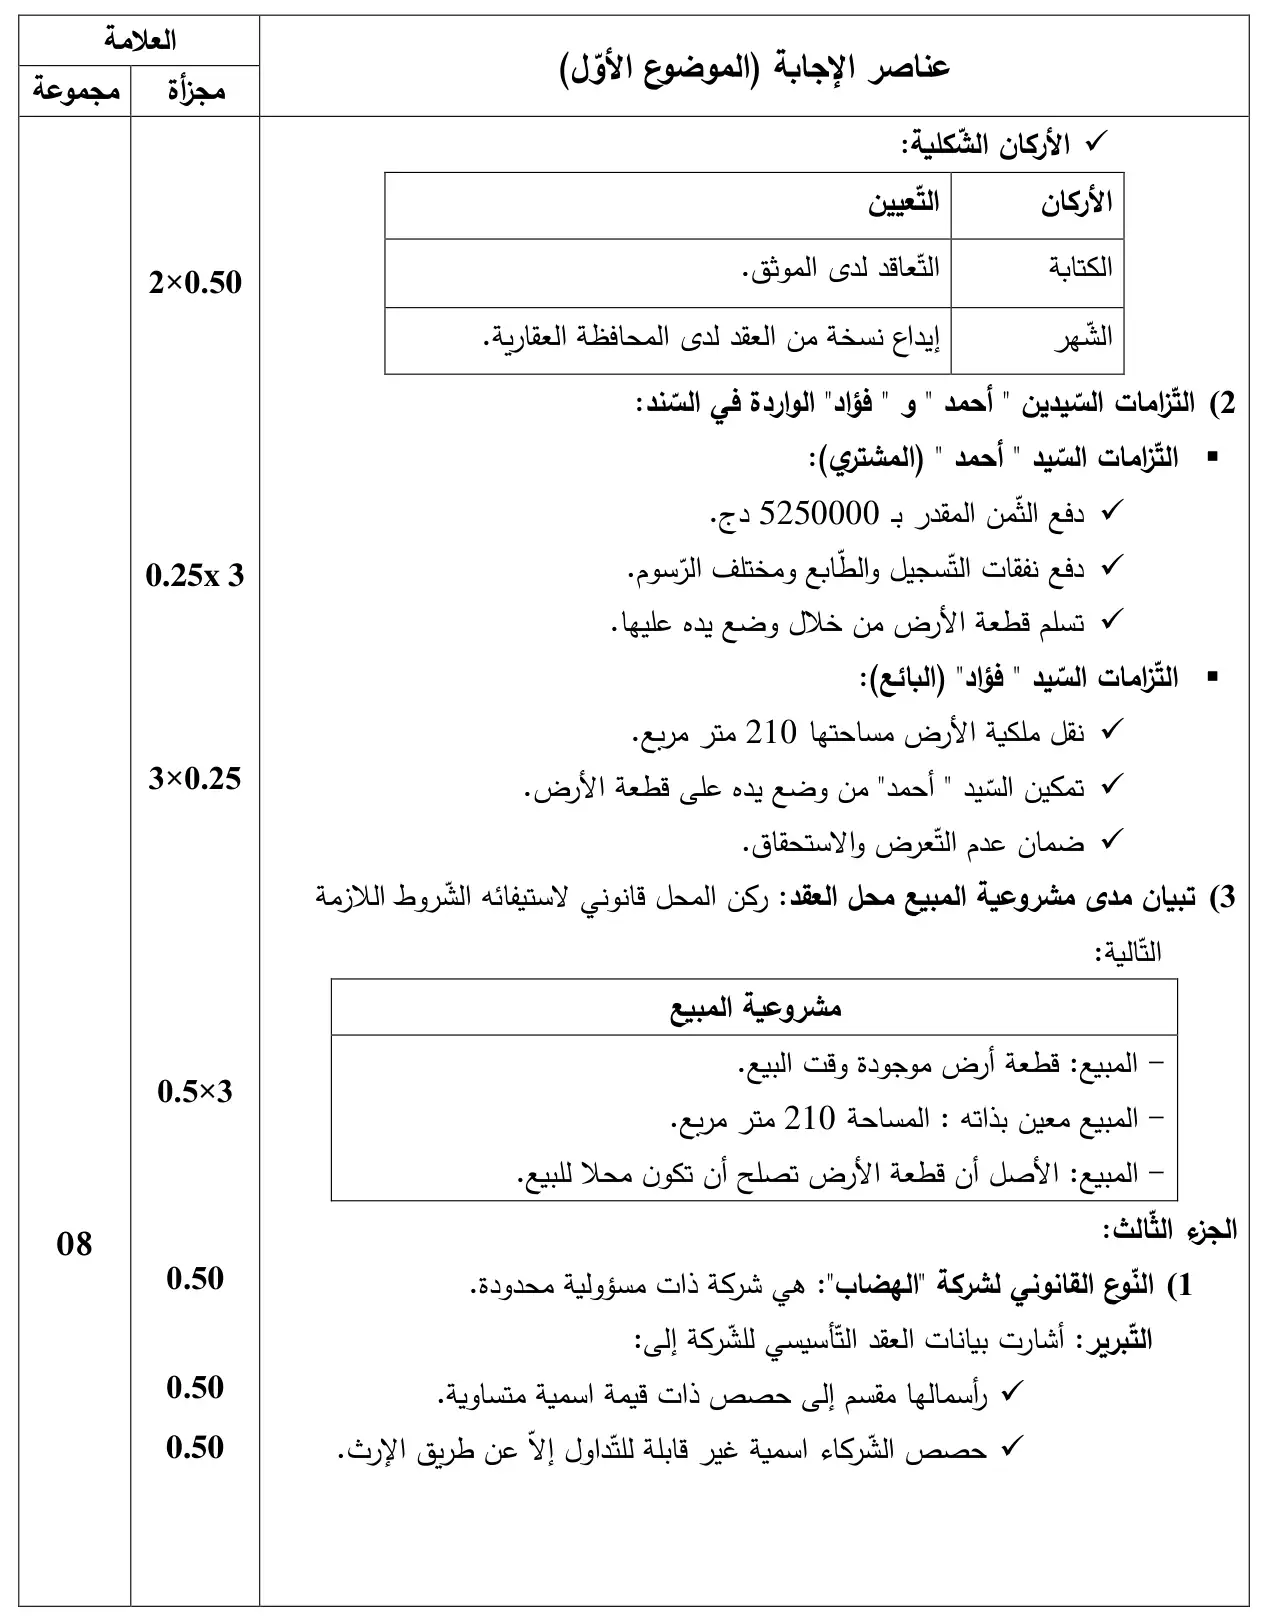 العلامة
عناصر الإجابة (الموضوع الأوّل)
مجزأة
مجموعة
✓ الأركان الشّكلية:
الأركان
التّعيين
2×0.50
الكتابة
التّعاقد لدى الموثق.
الشّهر
إيداع نسخة من العقد لدى المحافظة العقارية.
2) التّزامات السّيدين " أحمد " و " فؤاد" الواردة في السّند:
▪ التّزامات السّيد " أحمد " (المشتري):
✓ دفع الثّمن المقدر بـ 5250000 دج.
✓ دفع نفقات التّسجيل والطّابع ومختلف الرّسوم.
0.25x 3
✓ تسلم قطعة الأرض من خلال وضع يده عليها.
▪ التّزامات السّيد " فؤاد" (البائع):
✓ نقل ملكية الأرض مساحتها 210 متر مربع.
✓ تمكين السّيد " أحمد" من وضع يده على قطعة الأرض.
3×0.25
✓ ضمان عدم التّعرض والاستحقاق.
3) تبيان مدى مشروعية المبيع محل العقد: ركن المحل قانوني لاستيفائه الشّروط اللازمة
التّالية:
مشروعية المبيع
– المبيع: قطعة أرض موجودة وقت البيع.
– المبيع معين بذاته : المساحة 210 متر مربع.
0.5×3
– المبيع: الأصل أن قطعة الأرض تصلح أن تكون محلا للبيع.
الجزء الثّالث:
08
1) النّوع القانوني لشركة "الهضاب": هي شركة ذات مسؤولية محدودة.
0.50
التّبرير: أشارت بيانات العقد التّأسيسي للشّركة إلى:
✓ رأسمالها مقسم إلى حصص ذات قيمة اسمية متساوية.
0.50
✓ حصص الشّركاء اسمية غير قابلة للتّداول إلاّ عن طريق الإرث.
0.50